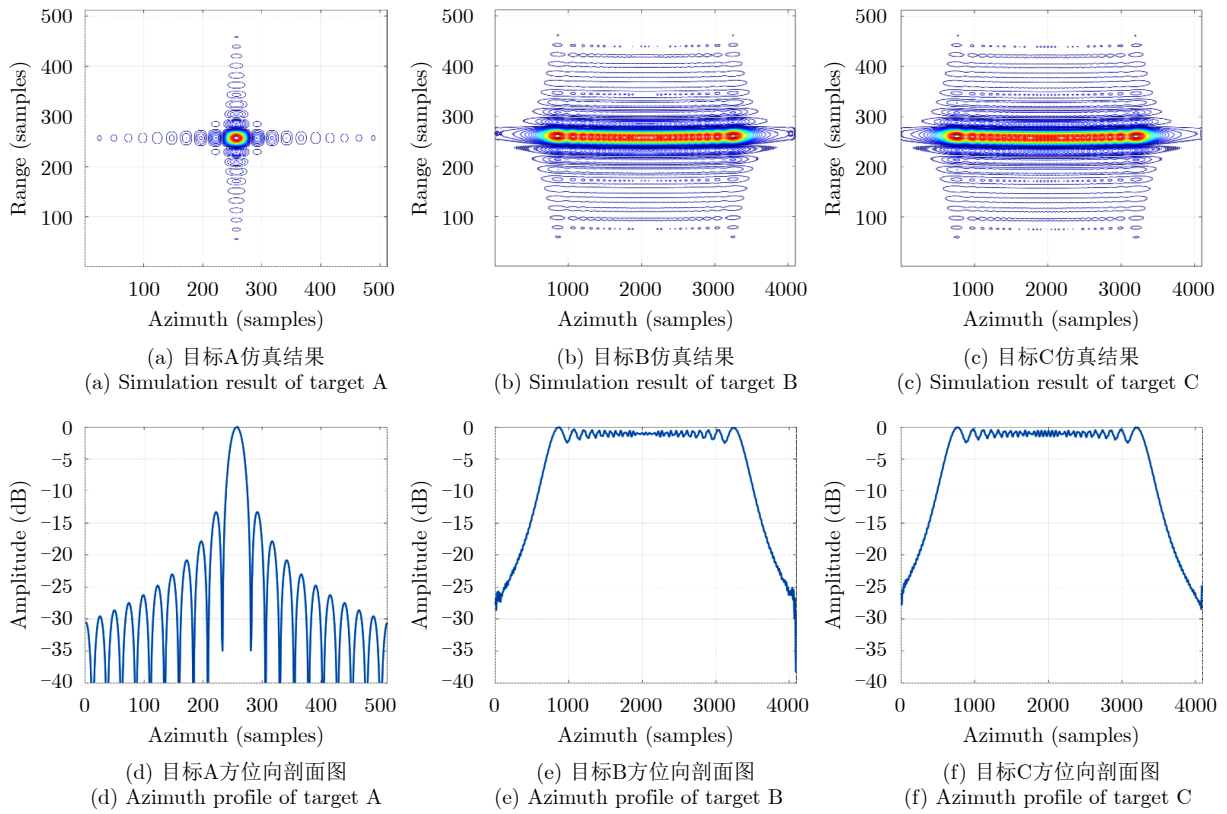 500
400
300
200
100
Range (samples)
100 200 300 400 500
Azimuth (samples)
(a) 目标A仿真结果
(a) Simulation result of target A
500
400
300
200
100
Range (samples)
1000 2000 3000 4000
Azimuth (samples)
(b) 目标B仿真结果
(b) Simulation result of target B
500
400
300
200
100
Range (samples)
1000 2000 3000 4000
Azimuth (samples)
(c) 目标C仿真结果
(c) Simulation result of target C
0
−5
−10
−15
−20
−25
−30
−35
−40
Amplitude (dB)
0 100 200 300 400 500
Azimuth (samples)
(d) 目标A方位向剖面图
(d) Azimuth profile of target A
0
−5
−10
−15
−20
−25
−30
−35
−40
Amplitude (dB)
0 1000 2000 3000 4000
Azimuth (samples)
(e) 目标B方位向剖面图
(e) Azimuth profile of target B
0
−5
−10
−15
−20
−25
−30
−35
−40
Amplitude (dB)
0 1000 2000 3000 4000
Azimuth (samples)
(f) 目标C方位向剖面图
(f) Azimuth profile of target C